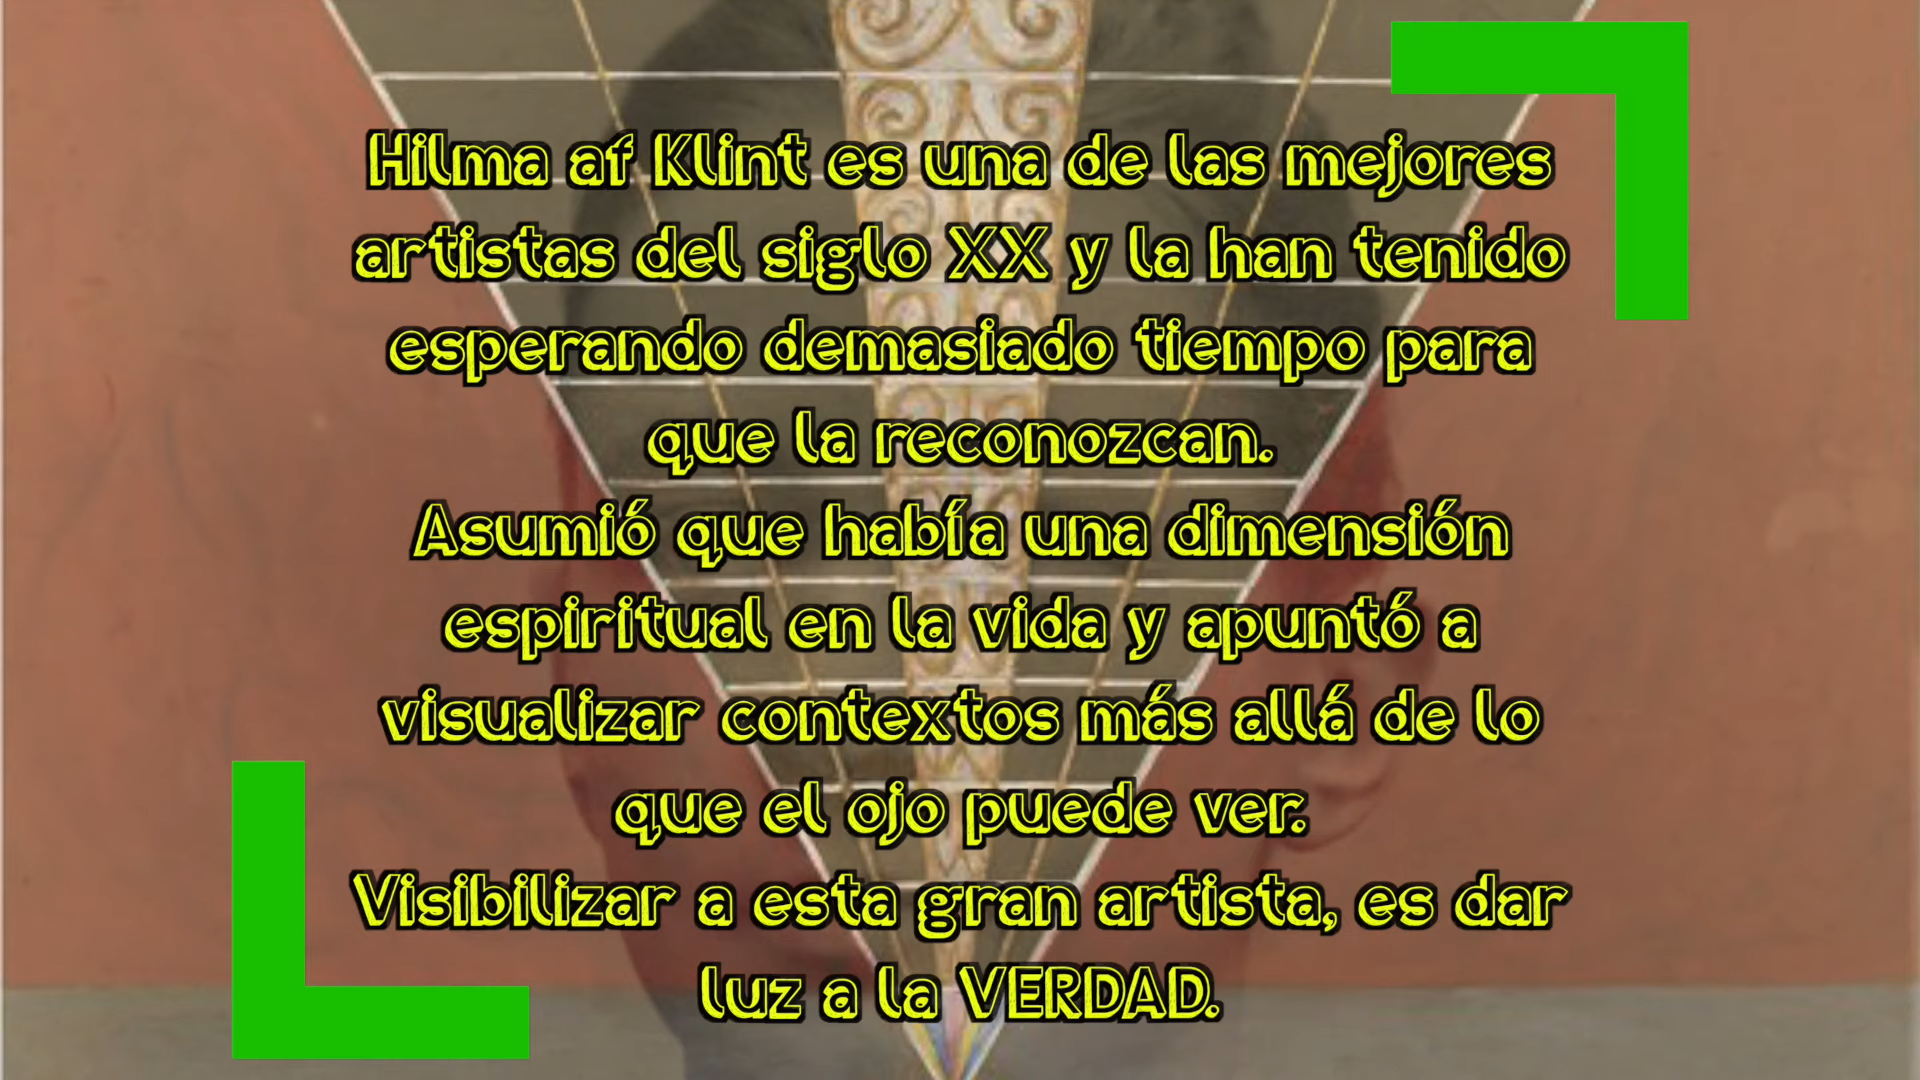 Hilma af Klint es una de las mejores
artistas del siglo XX y la han tenido
esperando demasiado tiempo para
que la reconozcan.
Asumió que había una dimensión
espiritual en la vida y apuntó a
visualizar contextos más allá de lo
que el ojo puede ver.
Visibilizar a esta gran artista, es dar
luz a la VERDAD.